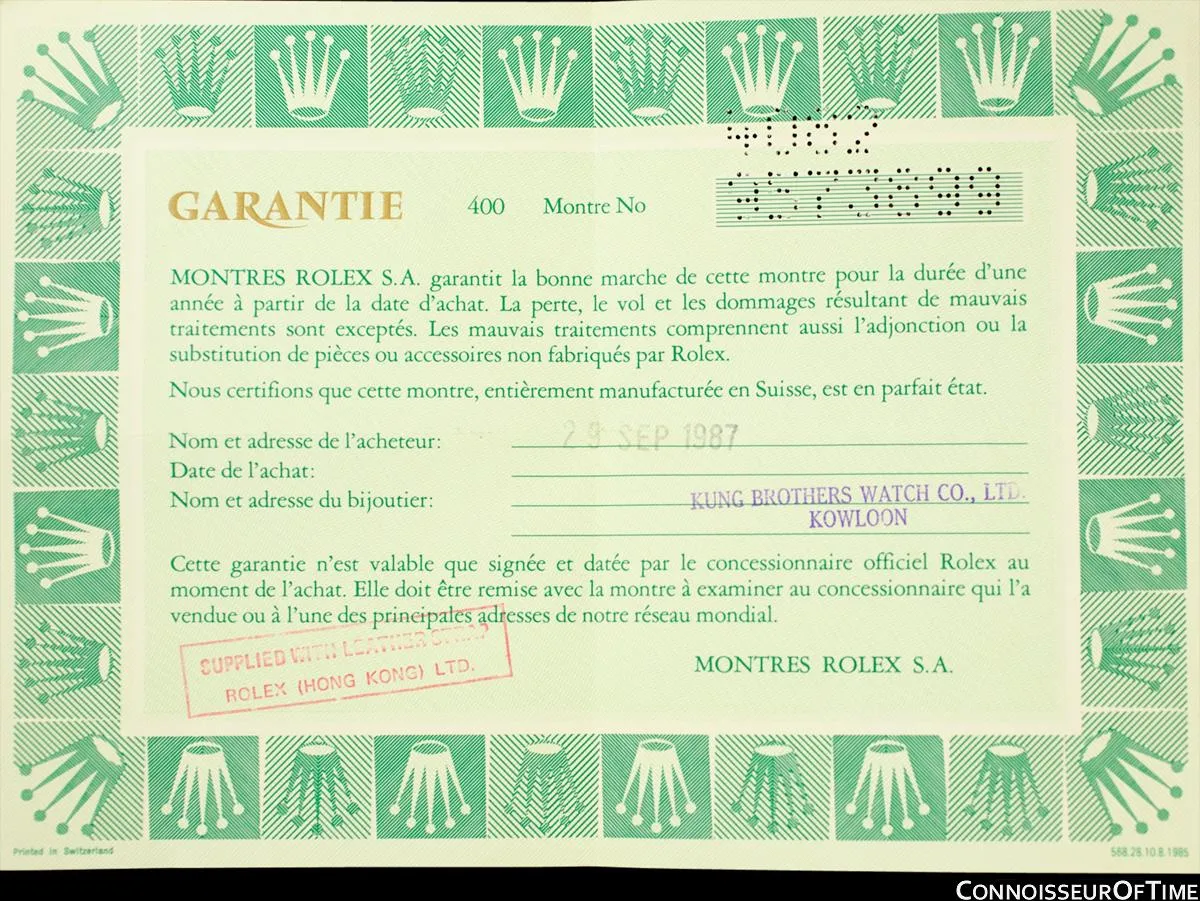 4062
GARANTIE 400 Montre No
MONTRES ROLEX S.A. garantit la bonne marche de cette montre pour la durée d'une
année à partir de la date d'achat. La perte, le vol et les dommages résultant de mauvais
traitements sont exceptés. Les mauvais traitements comprennent aussi l'adjonction ou la
substitution de pièces ou accessoires non fabriqués par Rolex.
Nous certifions que cette montre, entièrement manufacturée en Suisse, est en parfait état.
Nom et adresse de l'acheteur: 29 SEP 1987
Date de l'achat:
Nom et adresse du bijoutier: KUNG BROTHERS WATCH CO., LTD.
KOWLOON
Cette garantie n'est valable que signée et datée par le concessionnaire officiel Rolex au
moment de l'achat. Elle doit être remise avec la montre à examiner au concessionnaire qui l'a
vendue ou à l'une des principales adresses de notre réseau mondial.
SUPPLIED WITH LEATHER STRAP
ROLEX (HONG KONG) LTD.
MONTRES ROLEX S.A.
Printed in Switzerland
568.28.10.8.1985
CONNOISSEUROFTIME